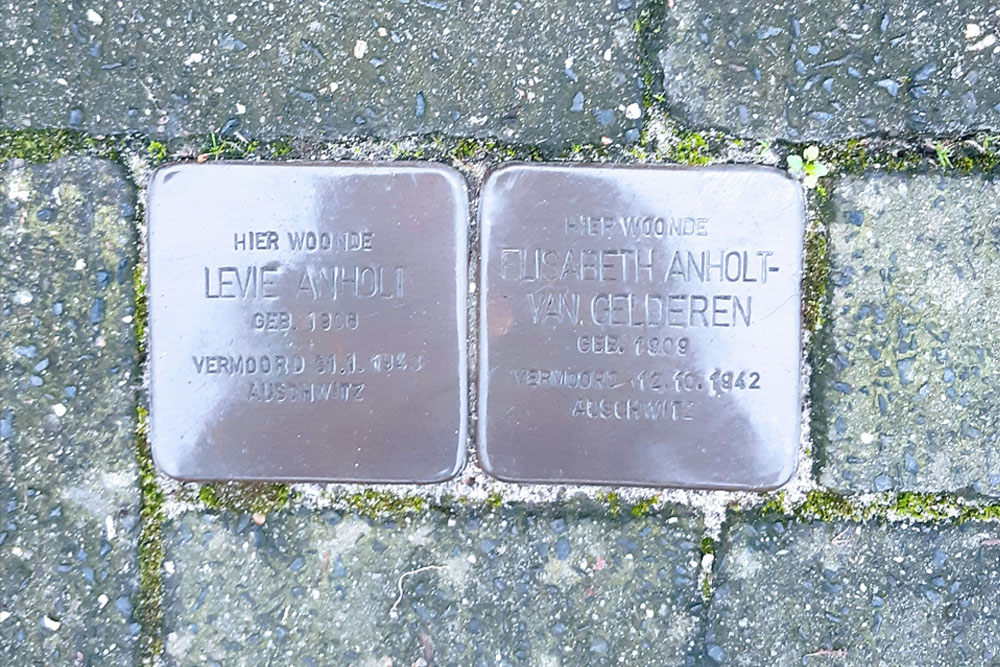 HIER WOONDE
LEVIE ANHOLT
GEB. 1908
VERMOORD 31.1.1943
AUSCHWITZ
HIER WOONDE
ELISABETH ANHOLT-
VAN GELDEREN
GEB. 1909
VERMOORD 12.10.1942
AUSCHWITZ